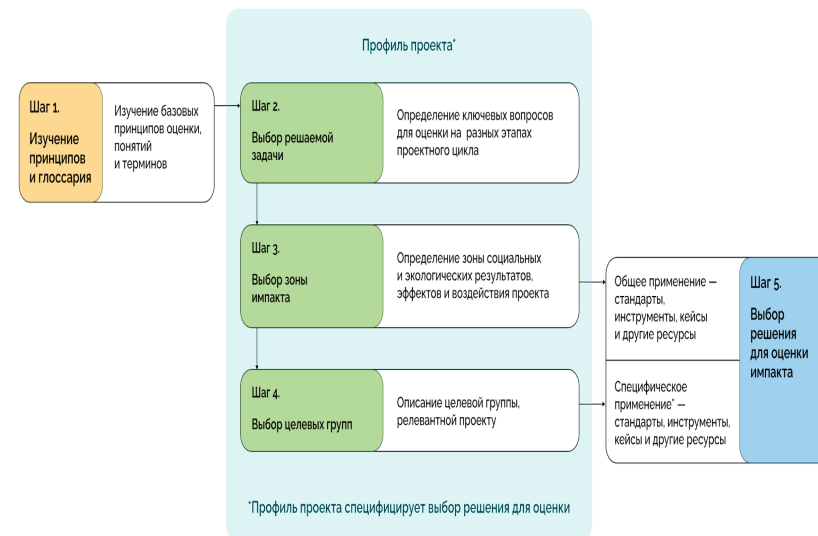 Профиль проекта*
Шаг 1.
Изучение
принципов
и глоссария
Изучение базовых
принципов оценки,
понятий
и терминов
Шаг 2.
Выбор решаемой
задачи
Определение ключевых вопросов
для оценки на разных этапах
проектного цикла
Шаг 3.
Выбор зоны
импакта
Определение зоны социальных
и экологических результатов,
эффектов и воздействия проекта
Шаг 4.
Выбор целевых групп
Описание целевой группы,
релевантной проекту
Общее применение —
стандарты,
инструменты, кейсы
и другие ресурсы
Специфическое
применение* —
стандарты, инструменты,
кейсы и другие ресурсы
Шаг 5.
Выбор
решения
для оценки
импакта
*Профиль проекта специфицирует выбор решения для оценки